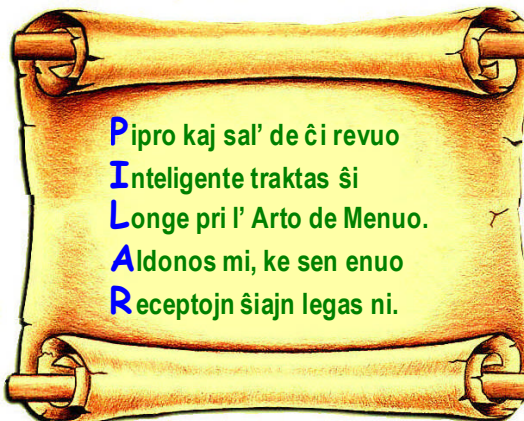 Pipro kaj sal’ de ĉi revuo
Inteligente traktas ŝi
Longe pri l’ Arto de Menuo.
Aldonos mi, ke sen enuo
Receptojn ŝiajn legas ni.